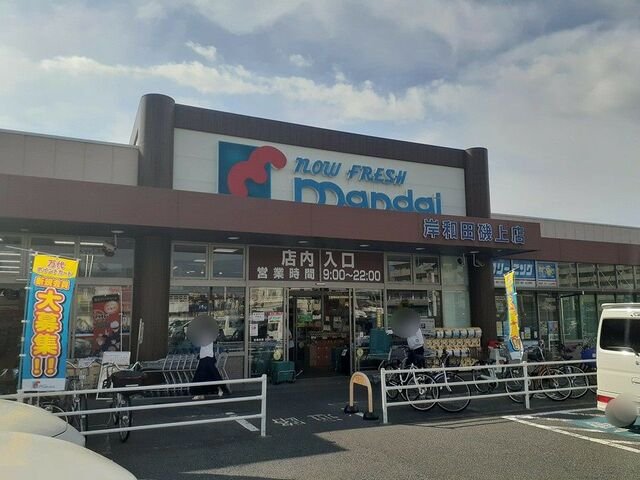 now FRESH
mandai
岸和田磯上店
店内入口
営業時間 9:00~22:00
万代
大募集!!